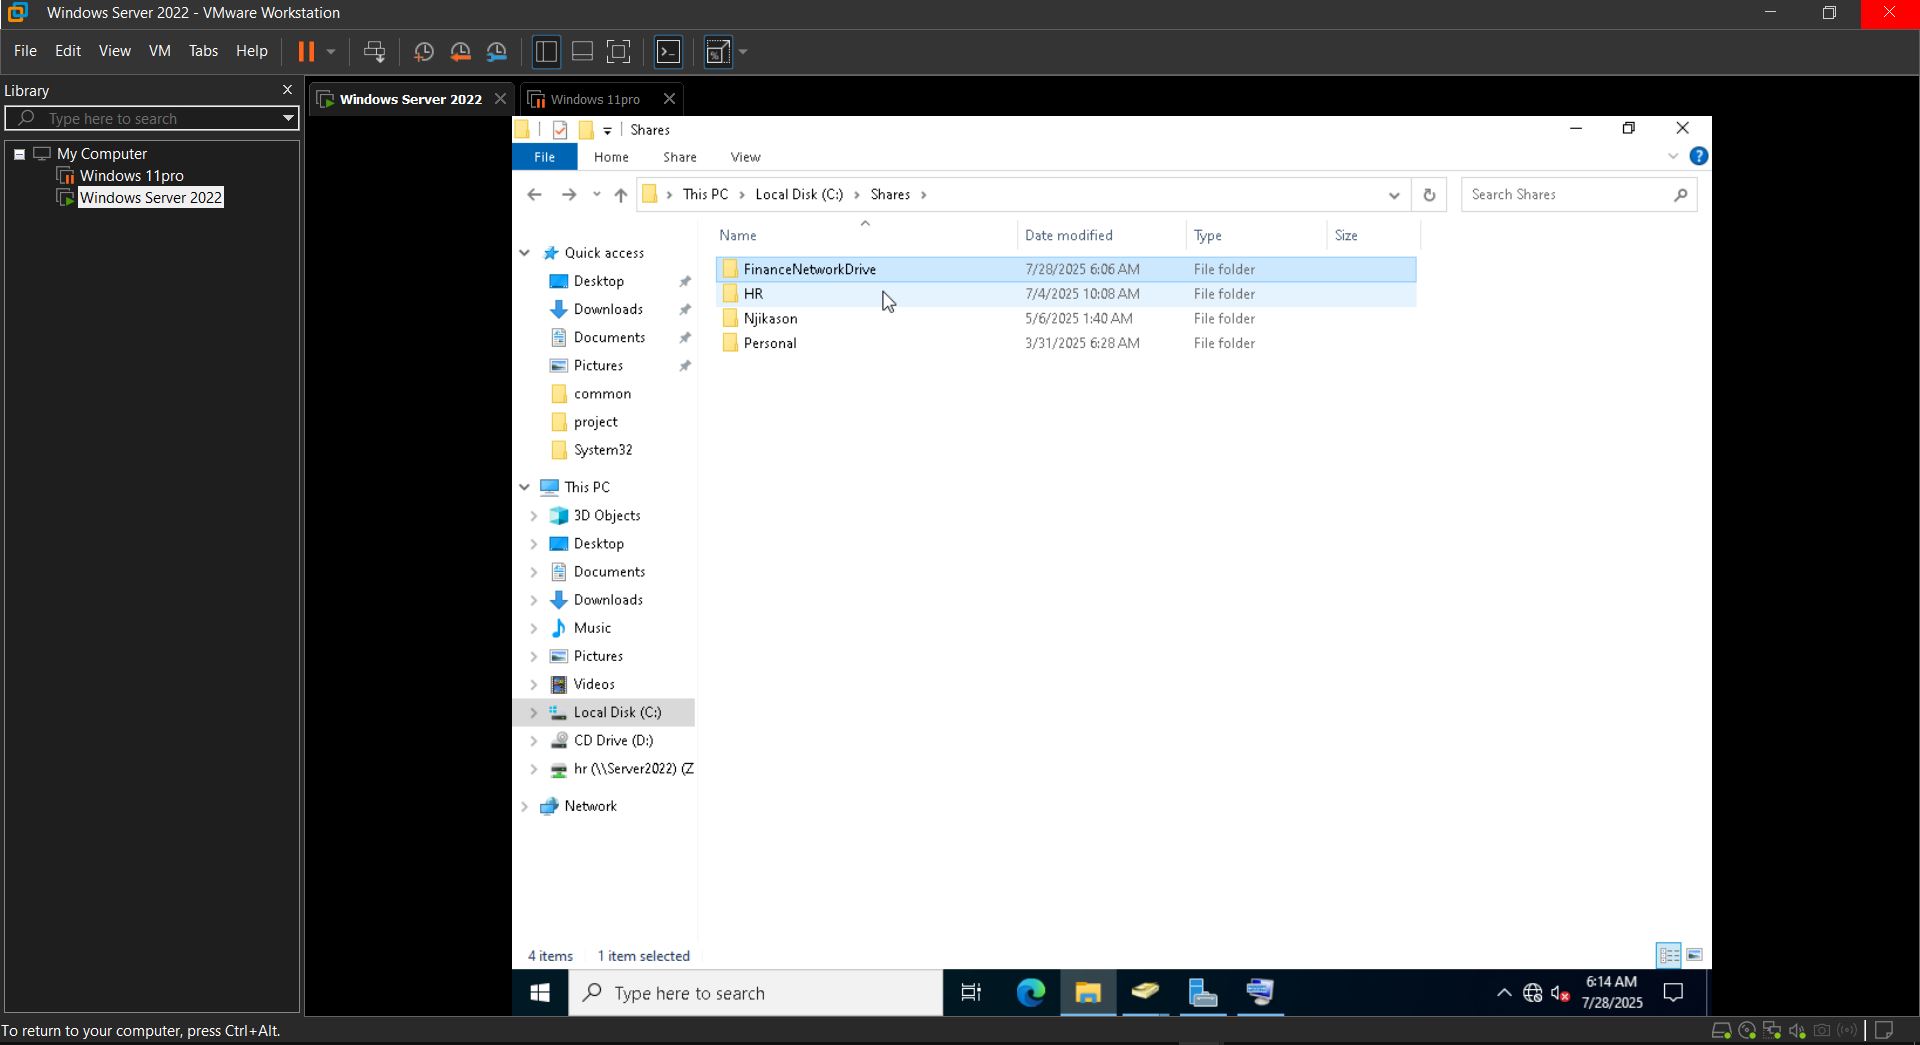 Windows Server 2022 - VMware Workstation
File Edit View VM Tabs Help
Library
Type here to search
My Computer
Windows 11pro
Windows Server 2022
Windows Server 2022
Windows 11pro
Shares
File Home Share View
This PC Local Disk (C:) Shares
Search Shares
Name Date modified Type Size
FinanceNetworkDrive 7/28/2025 6:06 AM File folder
HR 7/4/2025 10:08 AM File folder
Njikason 5/6/2025 1:40 AM File folder
Personal 3/31/2025 6:28 AM File folder
Quick access
Desktop
Downloads
Documents
Pictures
common
project
System32
This PC
3D Objects
Desktop
Documents
Downloads
Music
Pictures
Videos
Local Disk (C:)
CD Drive (D:)
hr (\\Server2022) (Z
Network
4 items 1 item selected
Type here to search
6:14 AM
7/28/2025
To return to your computer, press Ctrl+Alt.